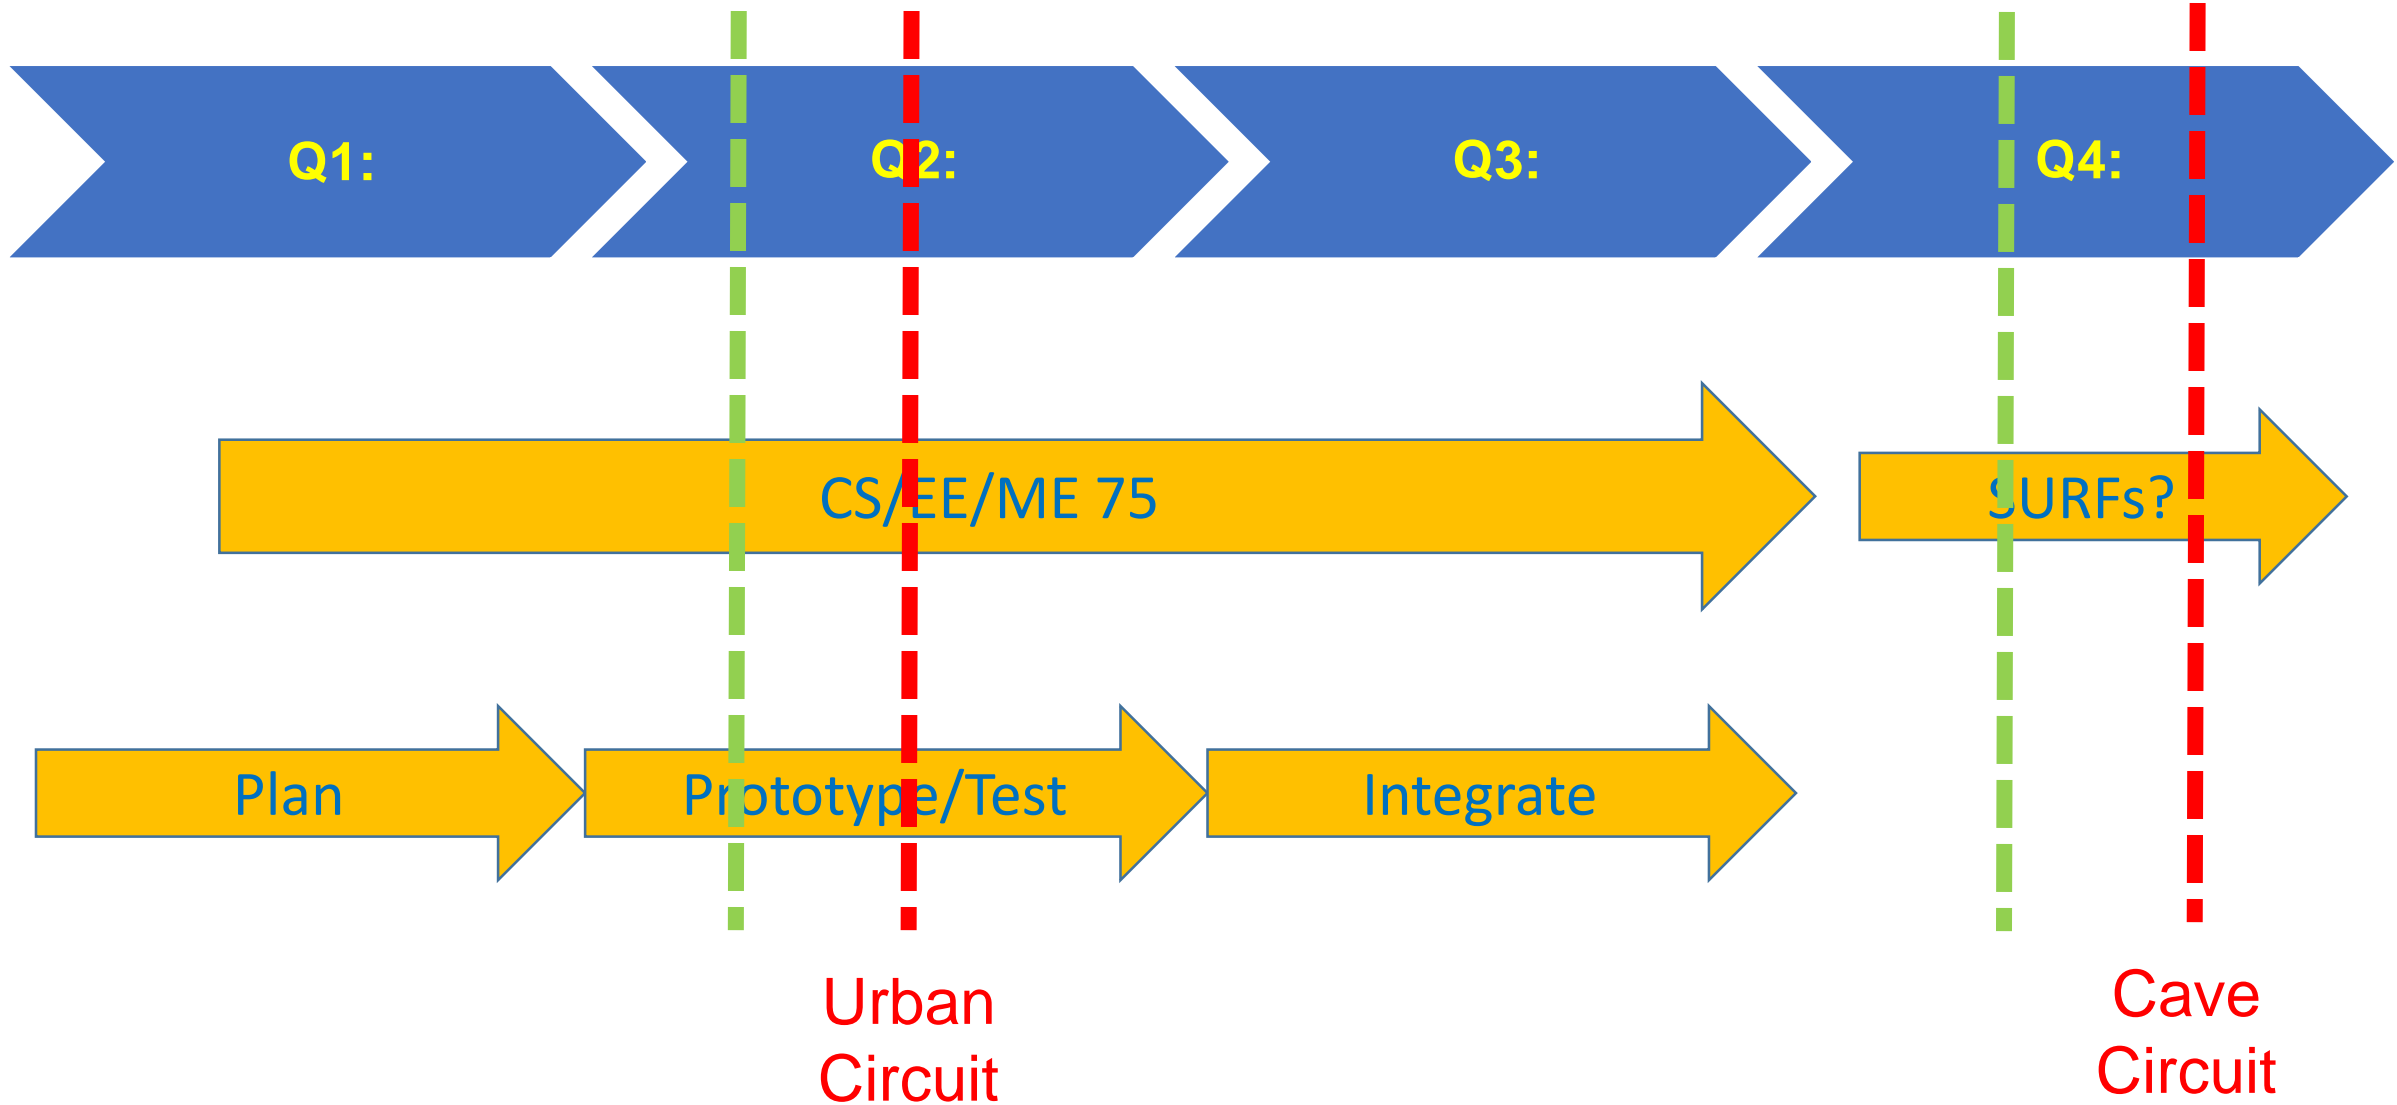 Q1:
Q2:
Q3:
Q4:
CS/EE/ME 75
SURFs?
Plan
Prototype/Test
Integrate
Urban
Circuit
Cave
Circuit